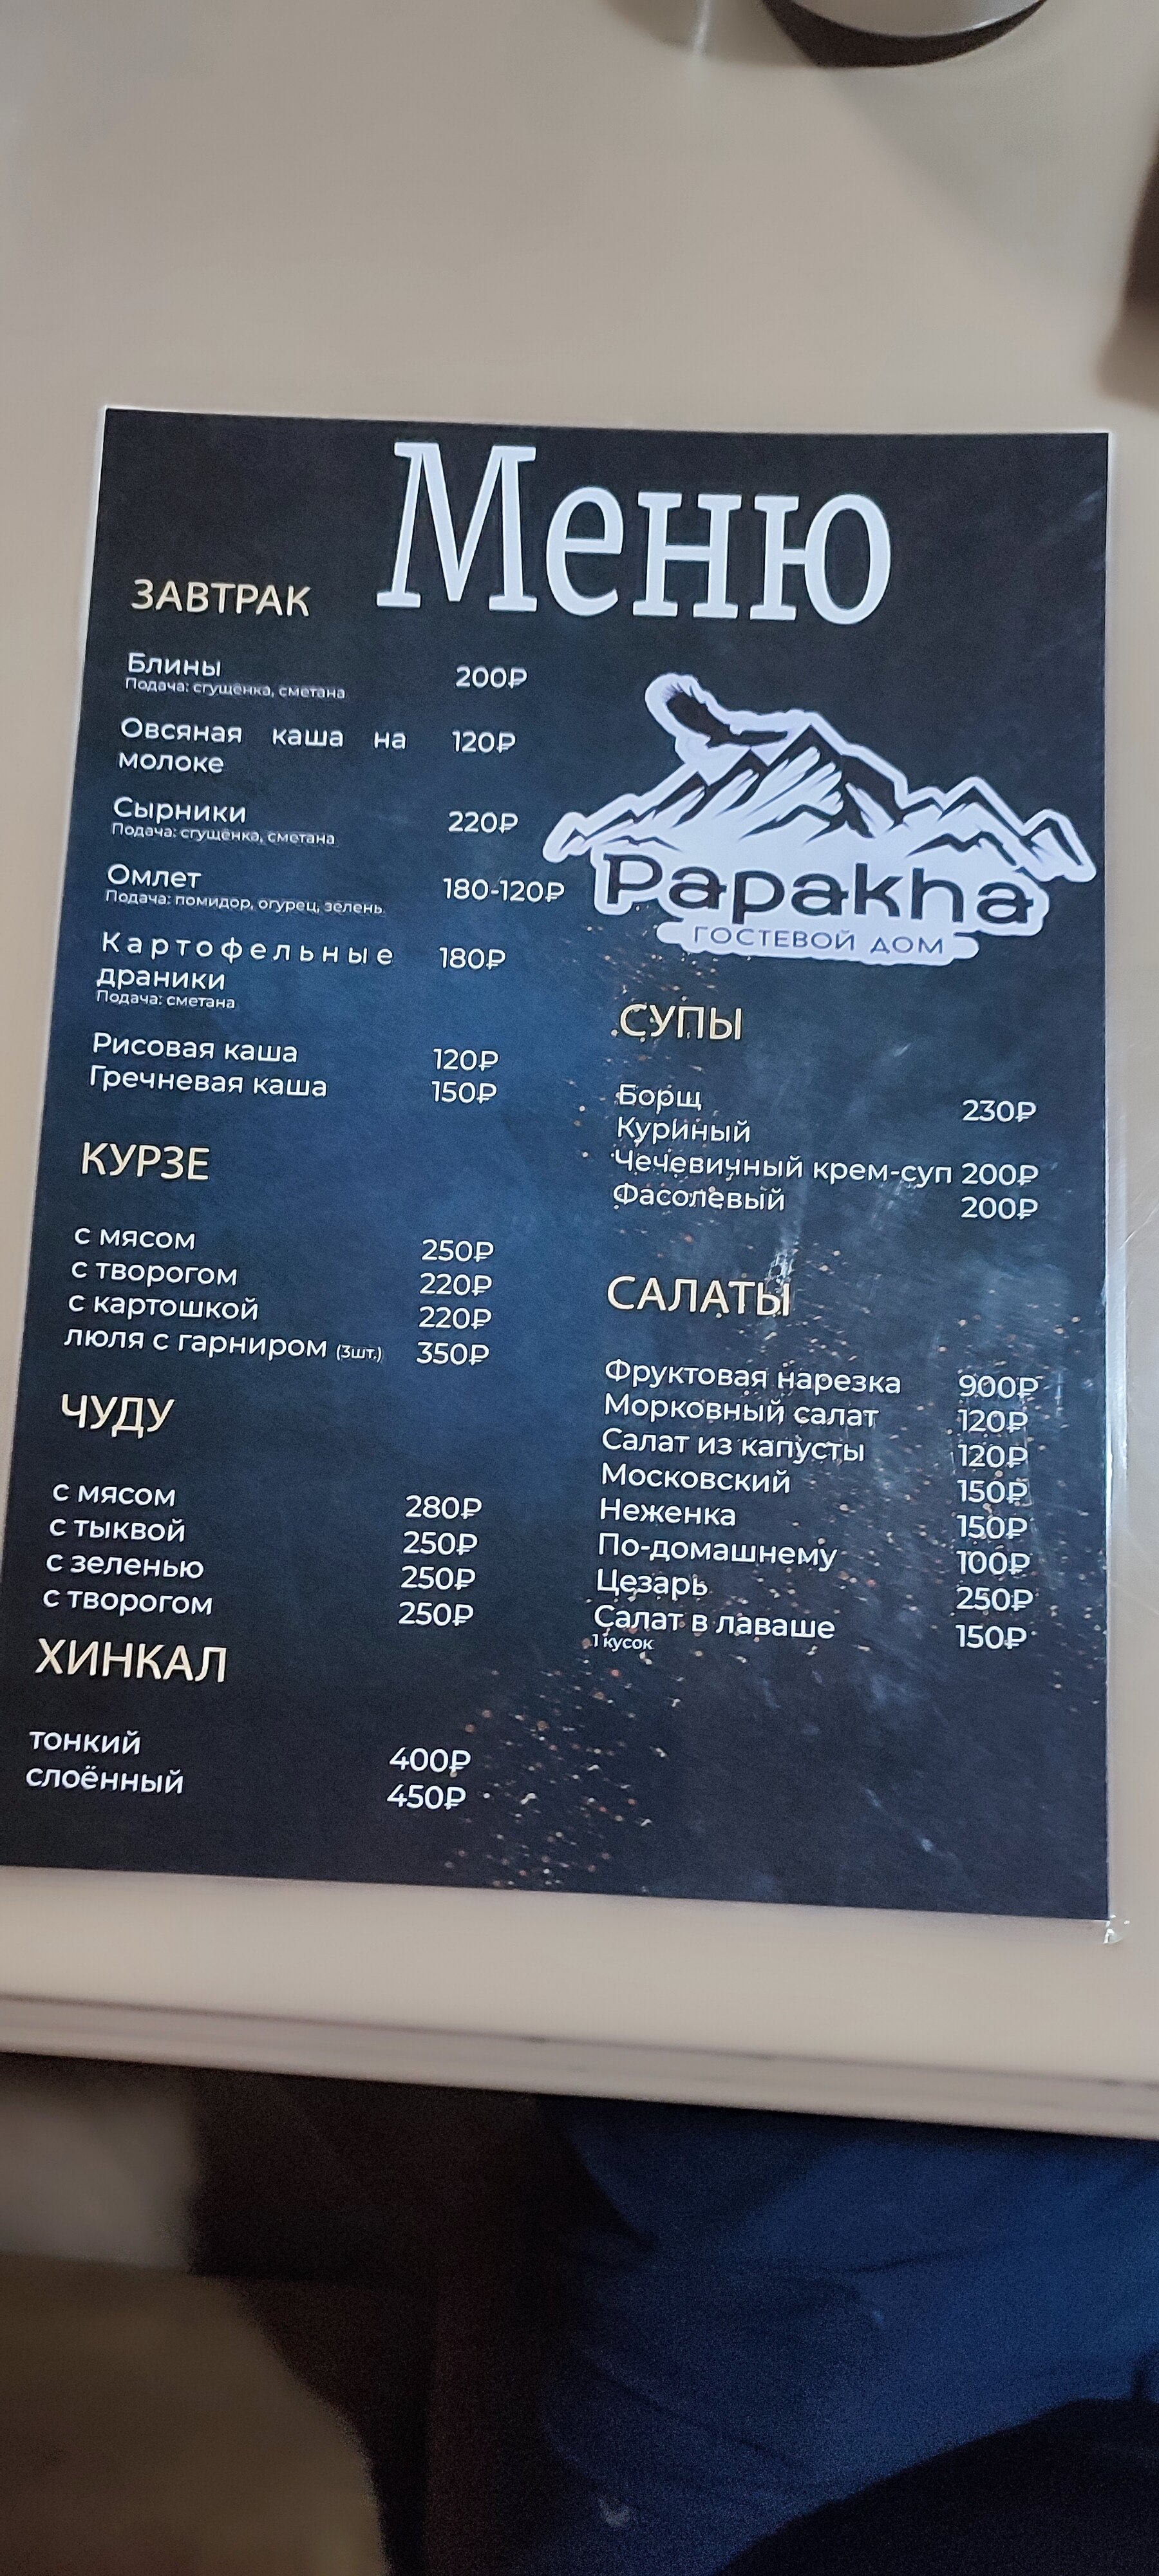 Меню
ЗАВТРАК
Блины 200₽
Подача: сгущёнка, сметана
Овсяная каша на 120₽
молоке
Сырники 220₽
Подача: сгущёнка, сметана
Омлет 180-120₽
Подача: помидор, огурец, зелень
Картофельные 180₽
драники
Подача: сметана
Рисовая каша 120₽
Гречневая каша 150₽
КУРЗЕ
с мясом 250₽
с творогом 220₽
с картошкой 220₽
люля с гарниром (3шт.) 350₽
ЧУДУ
с мясом 280₽
с тыквой 250₽
с зеленью 250₽
с творогом 250₽
ХИНКАЛ
тонкий 400₽
слоённый 450₽
Papakha
ГОСТЕВОЙ ДОМ
СУПЫ
Борщ 230₽
Куриный
Чечевичный крем-суп 200₽
Фасолевый 200₽
САЛАТЫ
Фруктовая нарезка 900₽
Морковный салат 120₽
Салат из капусты 120₽
Московский 150₽
Неженка 150₽
По-домашнему 100₽
Цезарь 250₽
Салат в лаваше 150₽
1 кусок